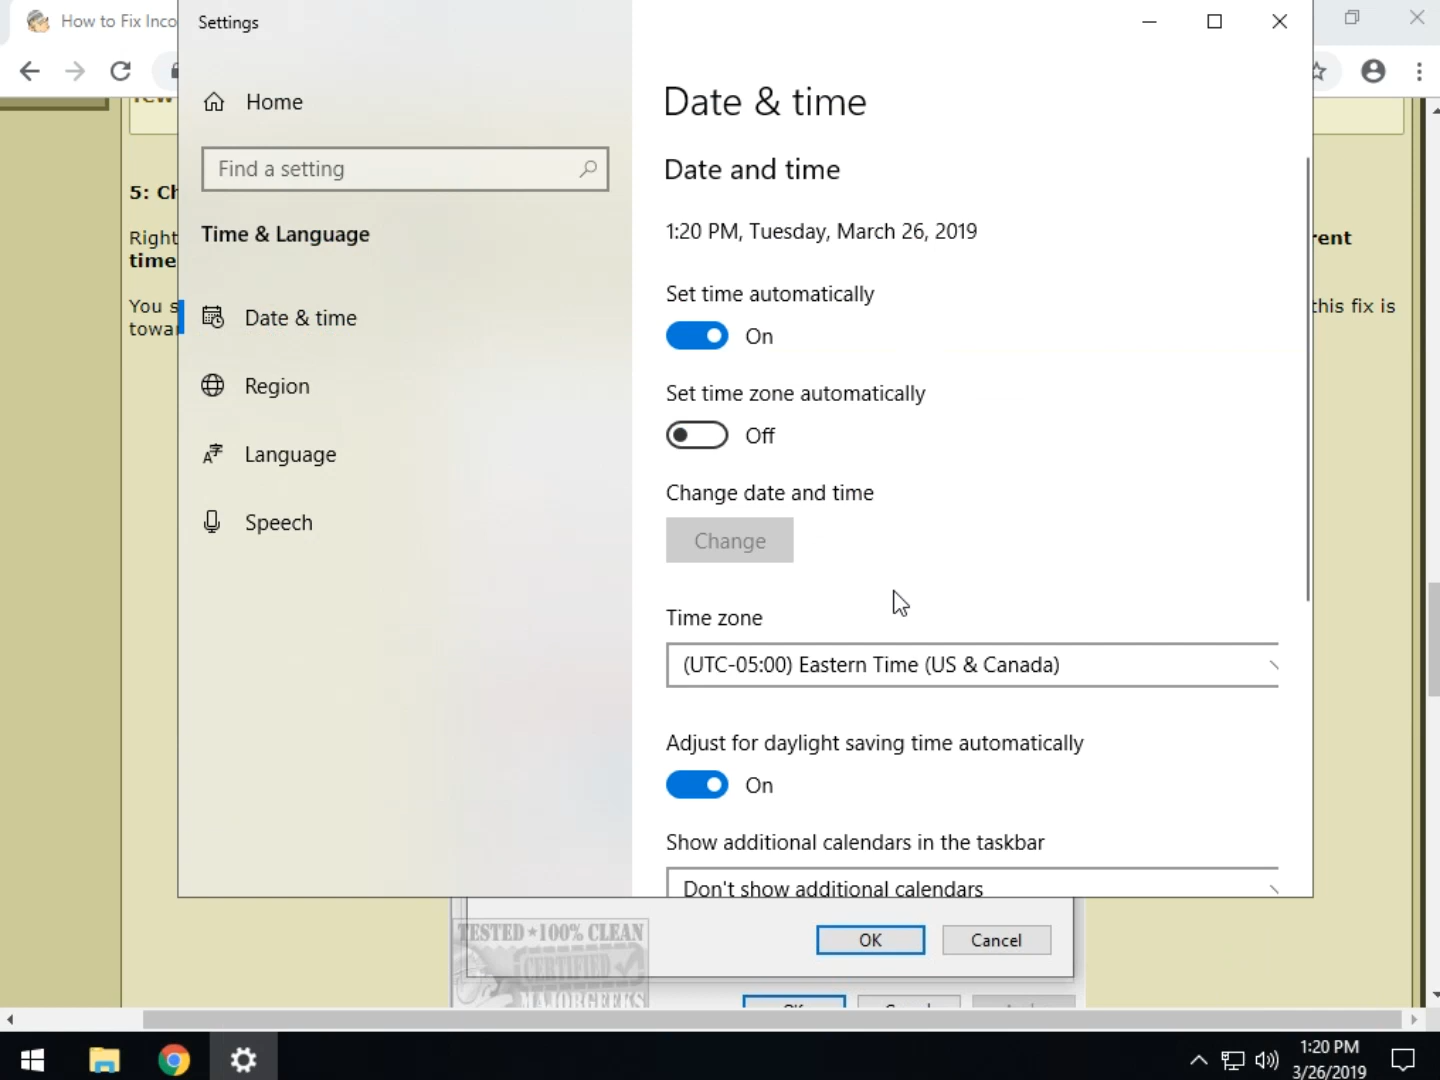 How to Fix Inco
Settings
Home
Find a setting
Time & Language
Date & time
Region
Language
Speech
Date & time
Date and time
1:20 PM, Tuesday, March 26, 2019
Set time automatically
On
Set time zone automatically
Off
Change date and time
Change
Time zone
(UTC-05:00) Eastern Time (US & Canada)
Adjust for daylight saving time automatically
On
Show additional calendars in the taskbar
Don't show additional calendars
5: Ch
Right
rent
time
You s
this fix is
towar
OK
Cancel
TESTED *100% CLEAN
CERTIFIED
MAJORGEEKS
1:20 PM
3/26/2019